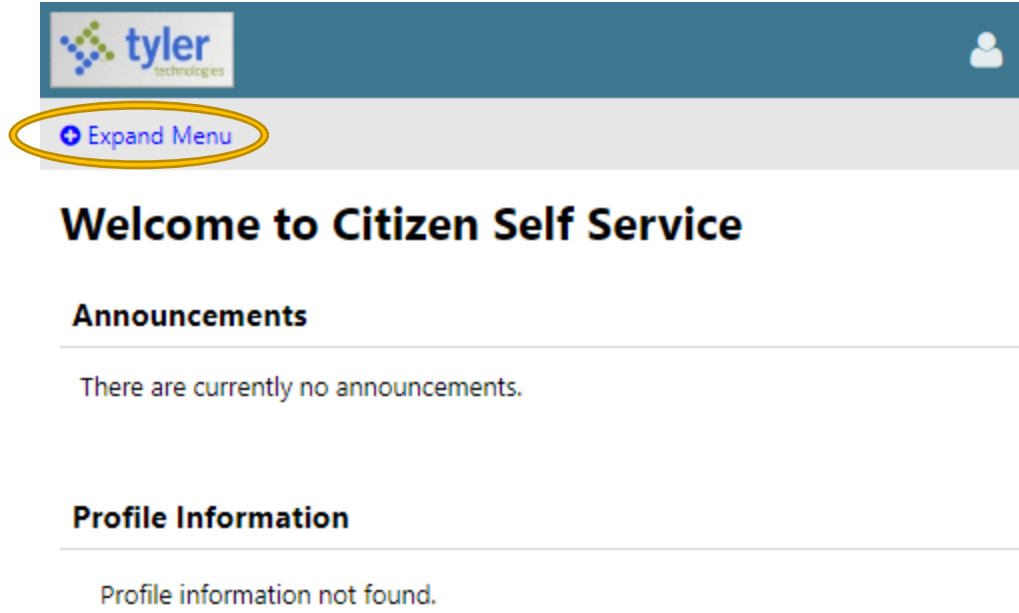 tyler
technologies
Expand Menu
Welcome to Citizen Self Service
Announcements
There are currently no announcements.
Profile Information
Profile information not found.